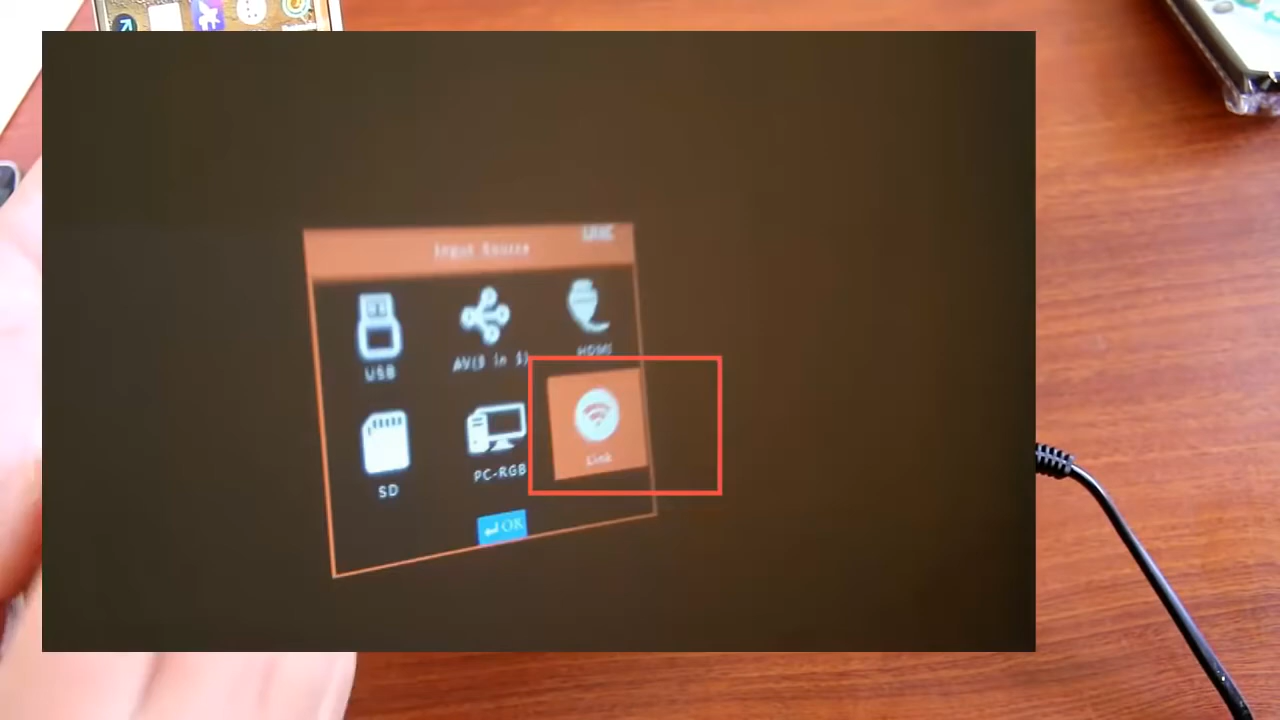 Input Source
USB
AV(3 in 1)
HDMI
SD
PC-RGB
Link
OK